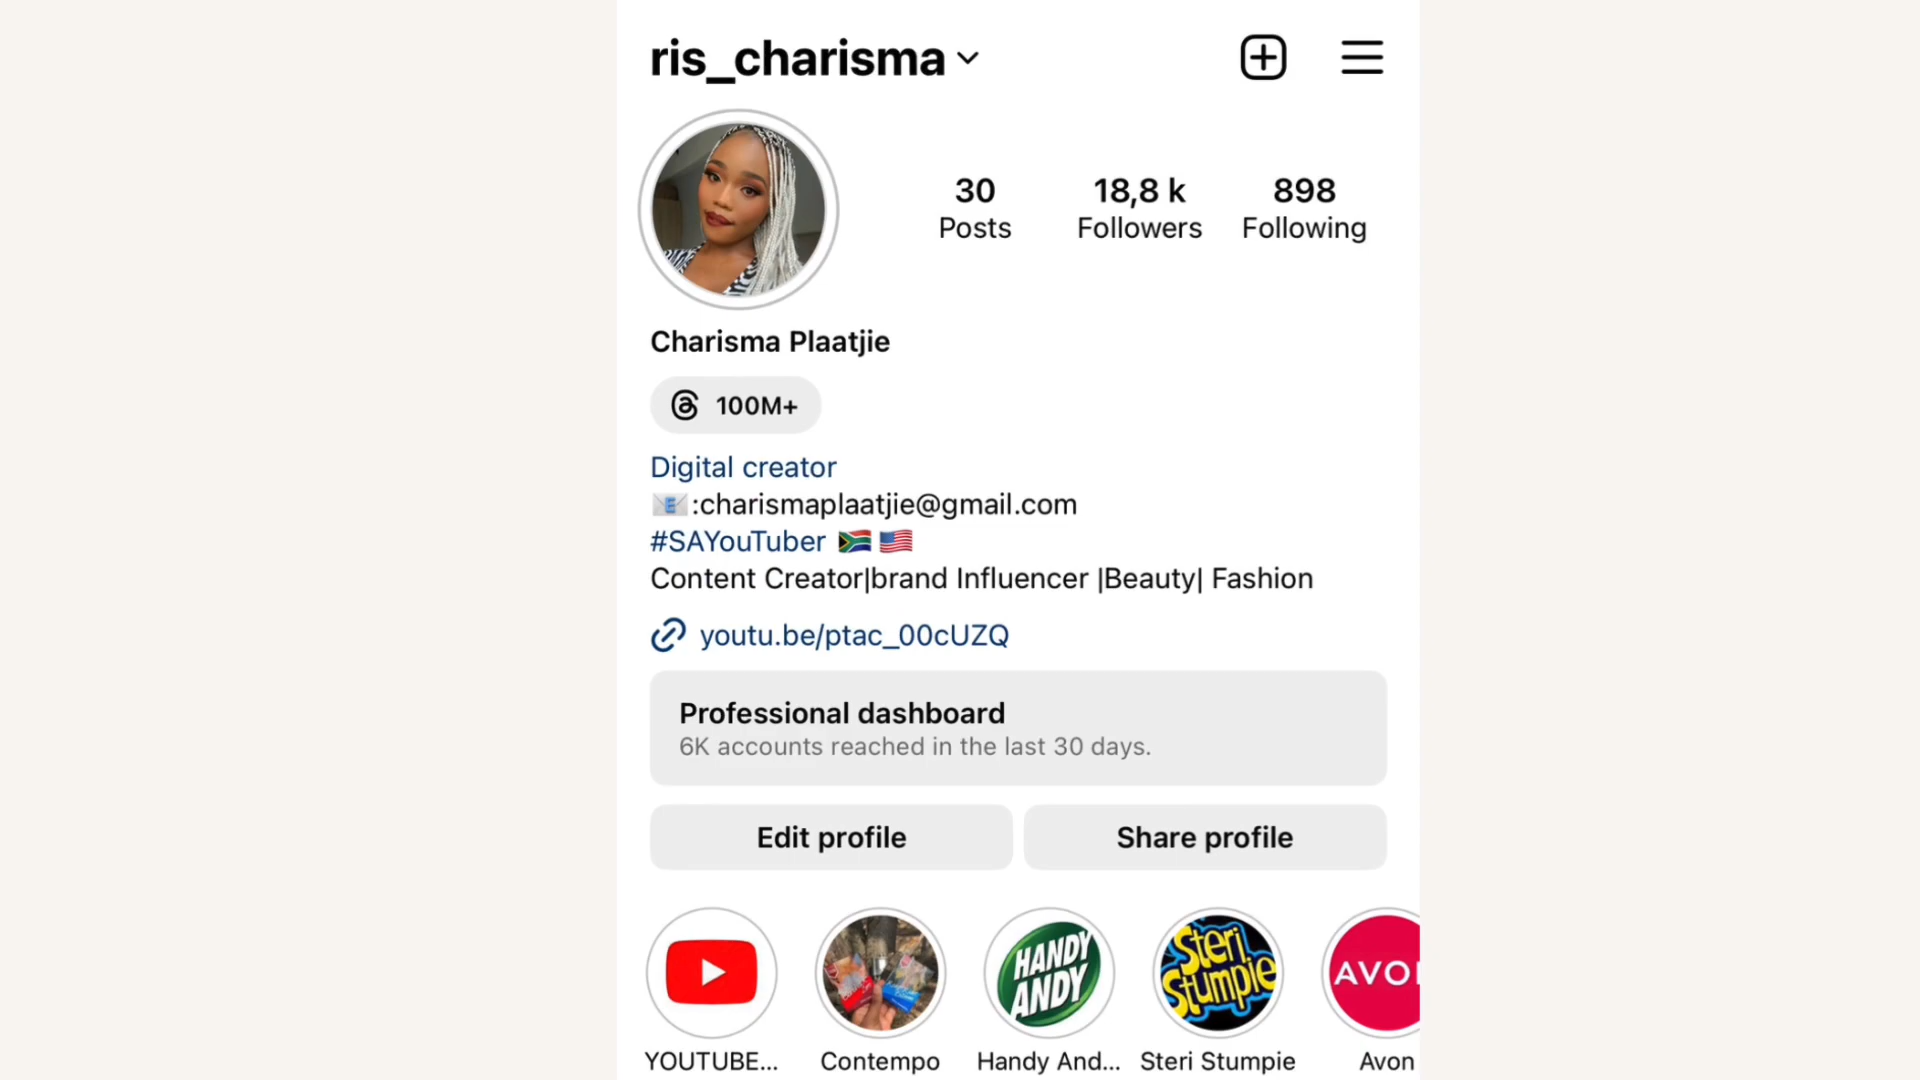 ris_charisma
30 18,8 k 898
Posts Followers Following
Charisma Plaatjie
100M+
Digital creator
📧:charismaplaatjie@gmail.com
#SAYouTuber 🇿🇦🇺🇸
Content Creator|brand Influencer |Beauty| Fashion
youtu.be/ptac_00cUZQ
Professional dashboard
6K accounts reached in the last 30 days.
Edit profile Share profile
HANDY ANDY
Steri Stumpie
AVON
YOUTUBE... Contempo Handy And... Steri Stumpie Avon